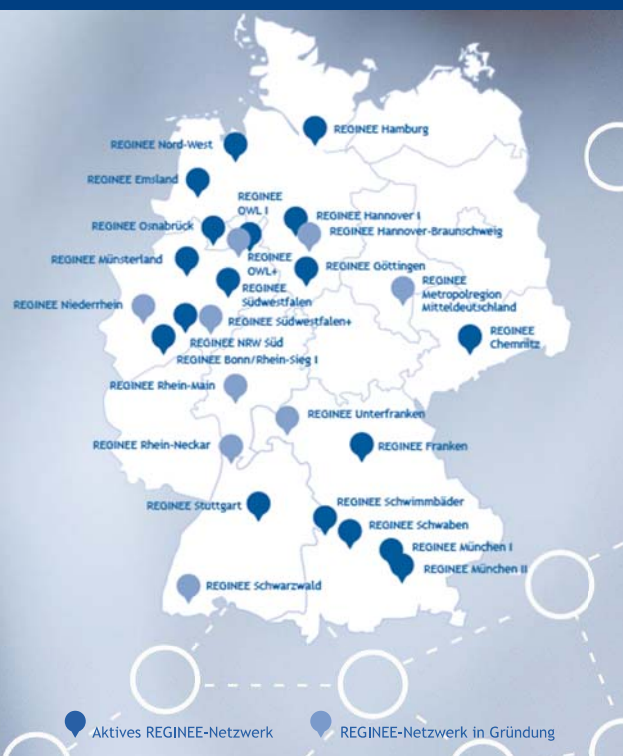 REGINEE Hamburg
REGINEE Nord-West
REGINEE Emsland
REGINEE
OWL I
REGINEE Osnabrück
REGINEE Hannover I
REGINEE Hannover-Braunschweig
REGINEE Münsterland
REGINEE
OWL+
REGINEE Göttingen
REGINEE
Südwestfalen
REGINEE
Metropolregion
Mitteldeutschland
REGINEE Niederrhein
REGINEE Südwestfalen+
REGINEE
Chemnitz
REGINEE NRW Süd
REGINEE Bonn/Rhein-Sieg I
REGINEE Rhein-Main
REGINEE Unterfranken
REGINEE Rhein-Neckar
REGINEE Franken
REGINEE Stuttgart
REGINEE Schwimmbäder
REGINEE Schwaben
REGINEE München I
REGINEE München II
REGINEE Schwarzwald
Aktives REGINEE-Netzwerk
REGINEE-Netzwerk in Gründung